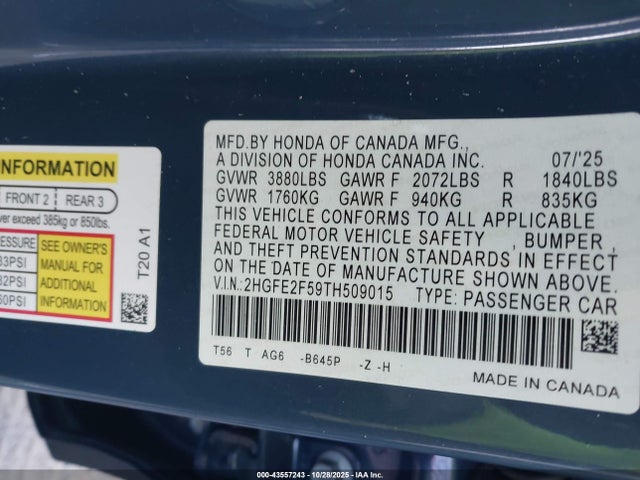 INFORMATION
FRONT 2 REAR 3
ver exceed 385kg or 850lbs.
PRESSURE
33PSI
32PSI
60PSI
SEE OWNER'S
MANUAL FOR
ADDITIONAL
INFORMATION
T20 A1
MFD.BY HONDA OF CANADA MFG.,
A DIVISION OF HONDA CANADA INC. 07/'25
GVWR 3880LBS GAWR F 2072LBS R 1840LBS
GVWR 1760KG GAWR F 940KG R 835KG
THIS VEHICLE CONFORMS TO ALL APPLICABLE
FEDERAL MOTOR VEHICLE SAFETY , BUMPER ,
AND THEFT PREVENTION STANDARDS IN EFFECT
ON THE DATE OF MANUFACTURE SHOWN ABOVE.
V.I.N.: 2HGFE2F59TH509015 TYPE: PASSENGER CAR
T56 T AG6 -B645P -Z -H
MADE IN CANADA
000-43557243 | 10/28/2025 | IAA Inc.